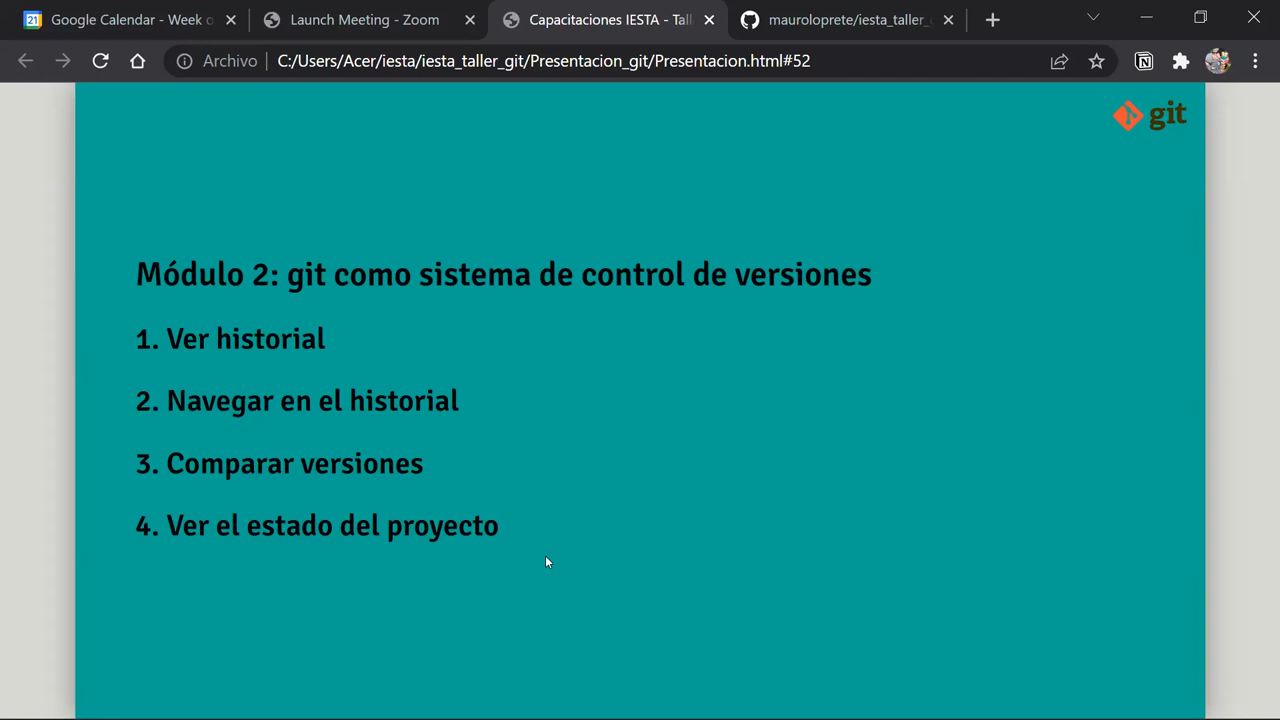 21
Google Calendar - Week o
Launch Meeting - Zoom
Capacitaciones IESTA - Tall
mauroloprete/iesta_taller_
Archivo
C:/Users/Acer/iesta/iesta_taller_git/Presentacion_git/Presentacion.html#52
git
Módulo 2: git como sistema de control de versiones
1. Ver historial
2. Navegar en el historial
3. Comparar versiones
4. Ver el estado del proyecto